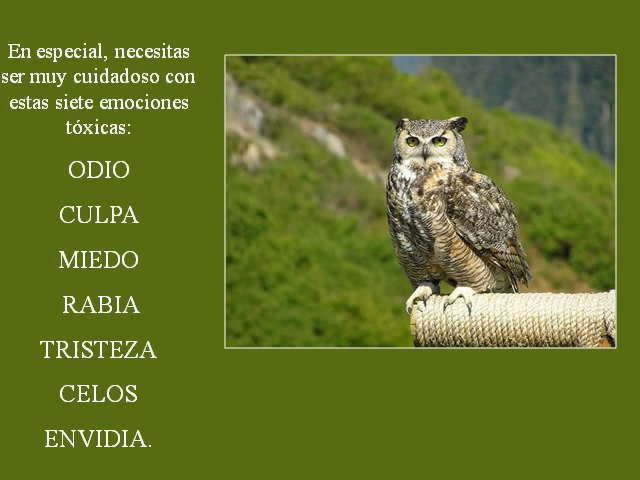 En especial, necesitas
ser muy cuidadoso con
estas siete emociones
tóxicas:
ODIO
CULPA
MIEDO
RABIA
TRISTEZA
CELOS
ENVIDIA.